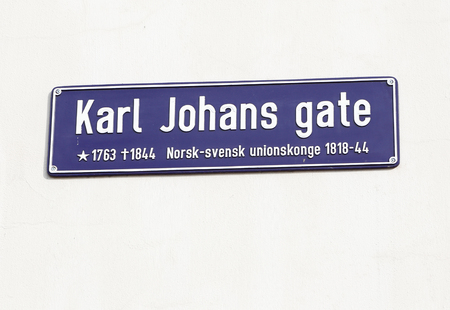 Karl Johans gate
★1763 †1844 Norsk-svensk unionskonge 1818-44